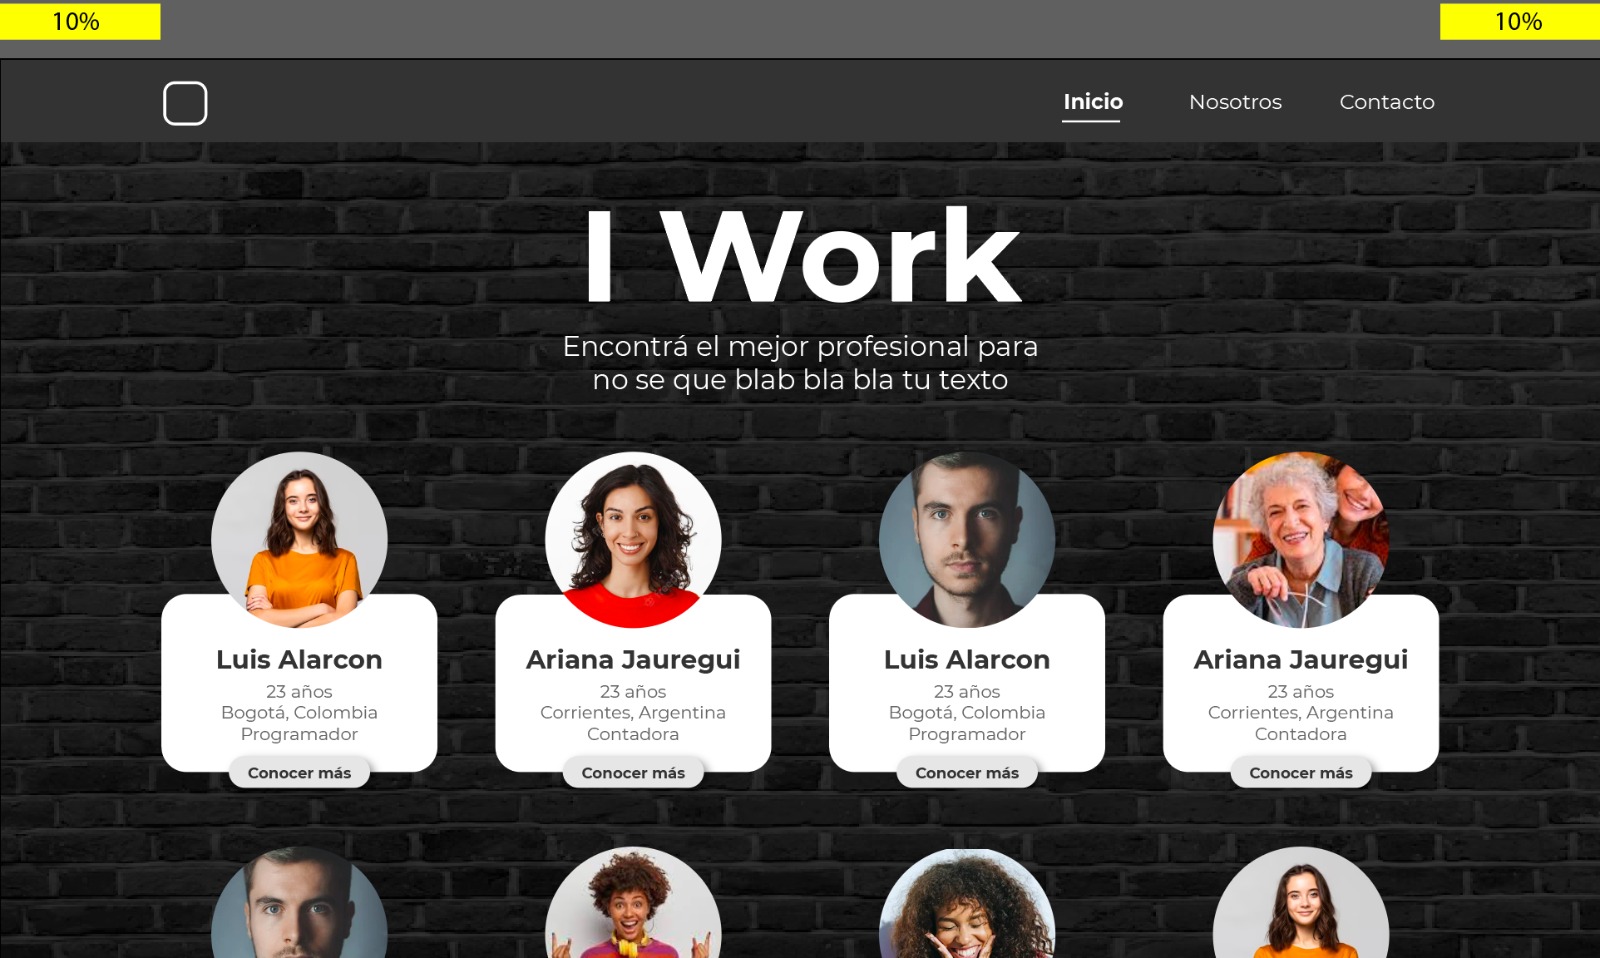 10%
10%
Inicio
Nosotros
Contacto
I Work
Encontrá el mejor profesional para
no se que blab bla bla tu texto
Luis Alarcon
23 años
Bogotá, Colombia
Programador
Conocer más
Ariana Jauregui
23 años
Corrientes, Argentina
Contadora
Conocer más
Luis Alarcon
23 años
Bogotá, Colombia
Programador
Conocer más
Ariana Jauregui
23 años
Corrientes, Argentina
Contadora
Conocer más